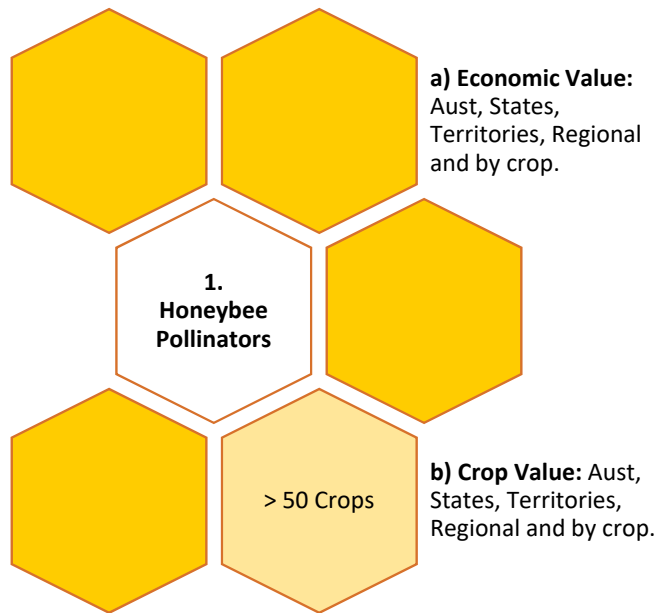 a) Economic Value:
Aust, States,
Territories, Regional
and by crop.
1.
Honeybee
Pollinators
> 50 Crops
b) Crop Value: Aust,
States, Territories,
Regional and by crop.